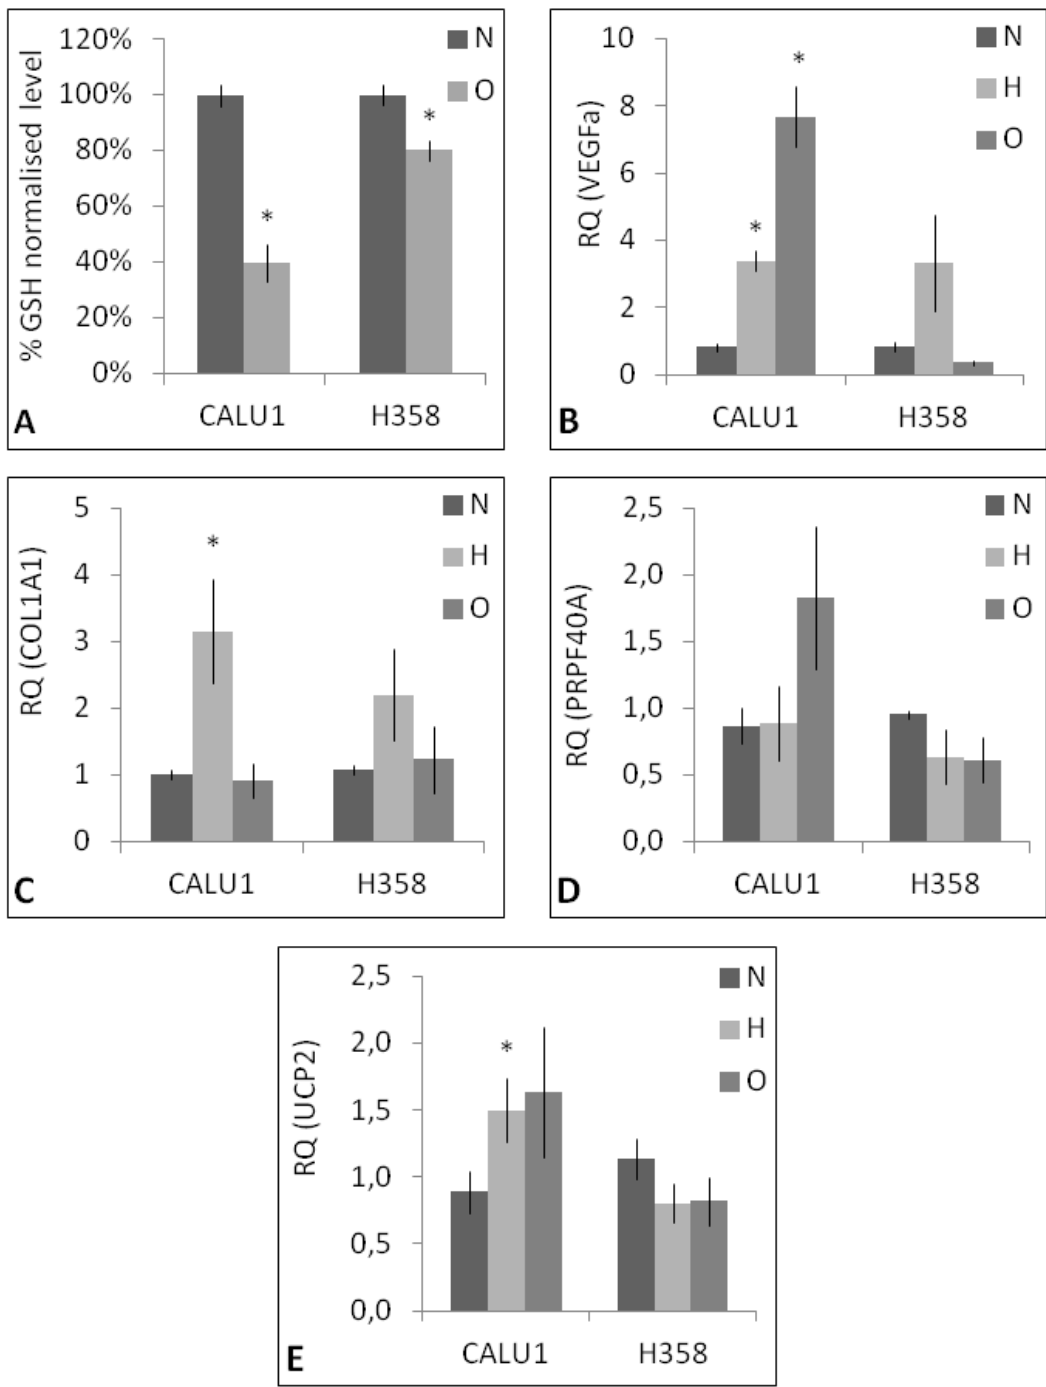 120%
100%
80%
60%
40%
20%
0%
% GSH normalised level
N
O
*
*
CALU1
H358
A
10
8
6
4
2
0
RQ (VEGFa)
N
H
O
*
*
CALU1
H358
B
5
4
3
2
1
0
RQ (COL1A1)
N
H
O
*
CALU1
H358
C
2,5
2,0
1,5
1,0
0,5
0,0
RQ (PRPF40A)
N
H
O
CALU1
H358
D
2,5
2,0
1,5
1,0
0,5
0,0
RQ (UCP2)
N
H
O
*
CALU1
H358
E